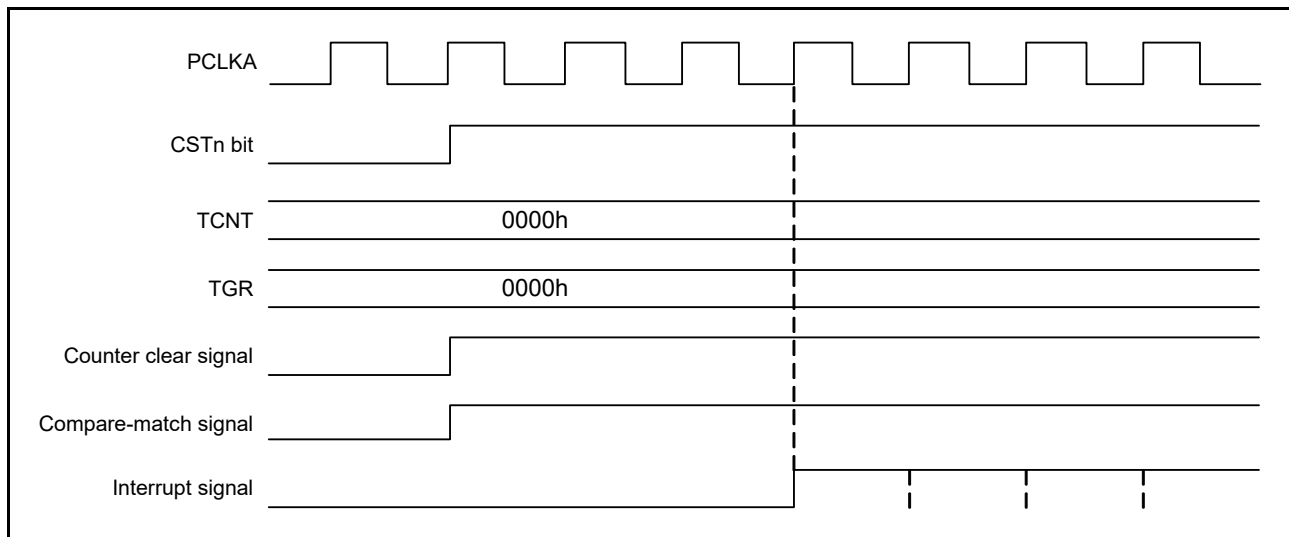 PCLKA
CSTn bit
TCNT
0000h
TGR
0000h
Counter clear signal
Compare-match signal
Interrupt signal